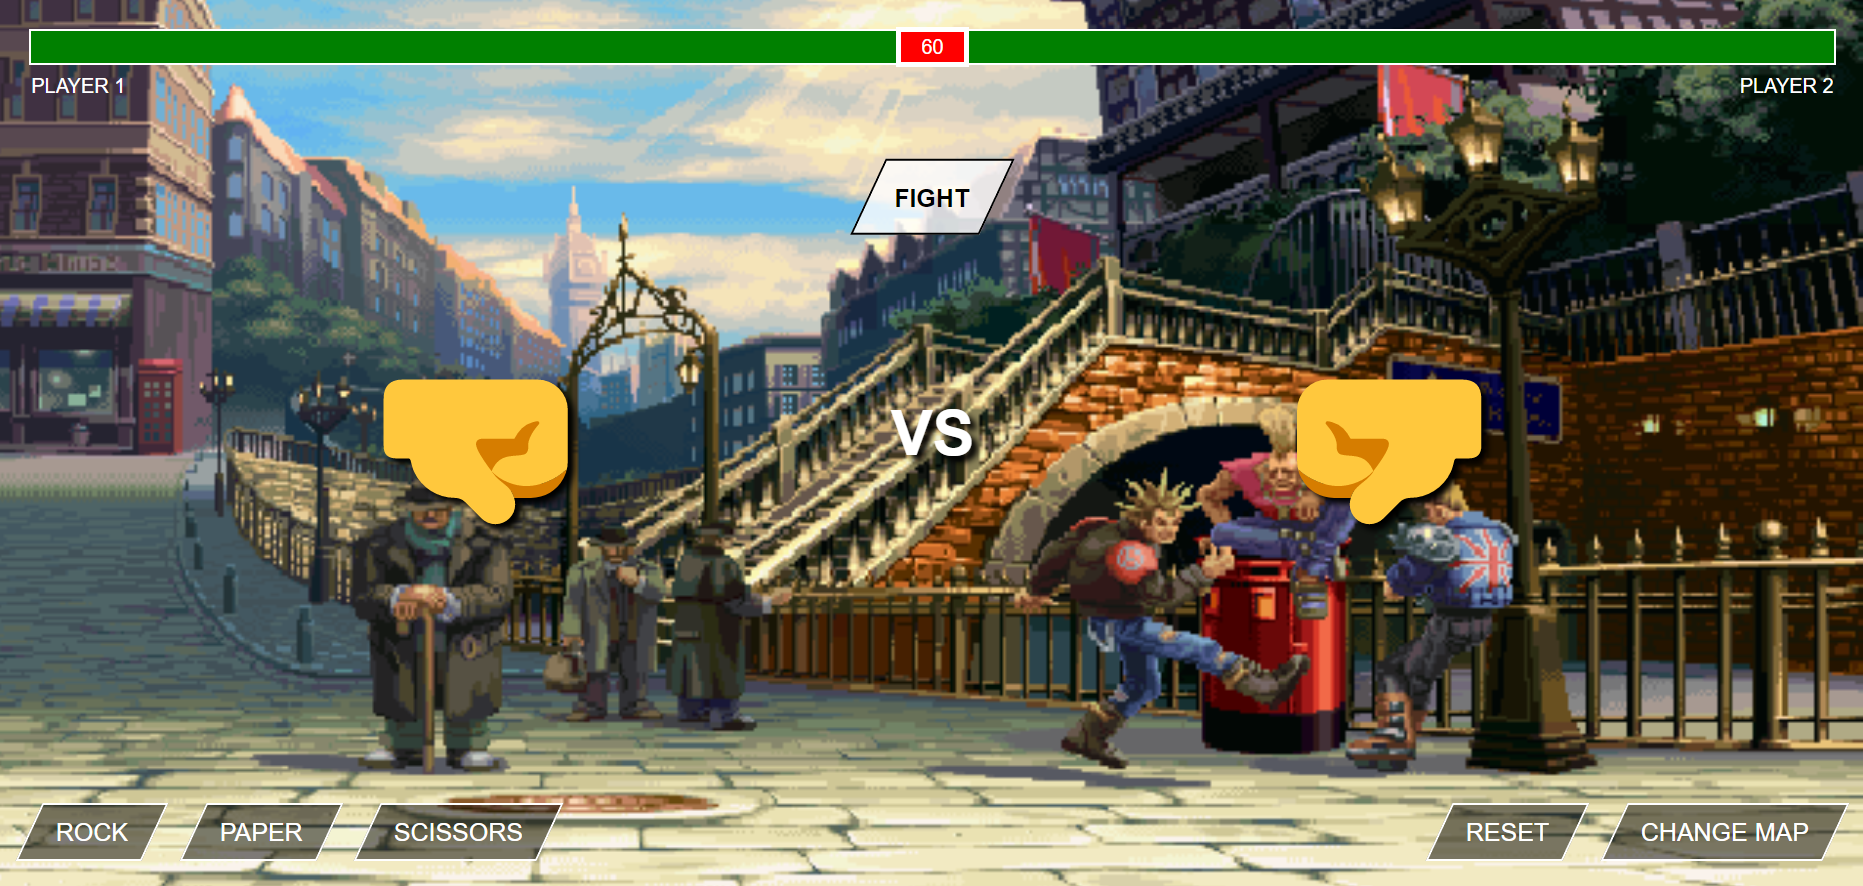 60
PLAYER 1
PLAYER 2
FIGHT
VS
ROCK
PAPER
SCISSORS
RESET
CHANGE MAP